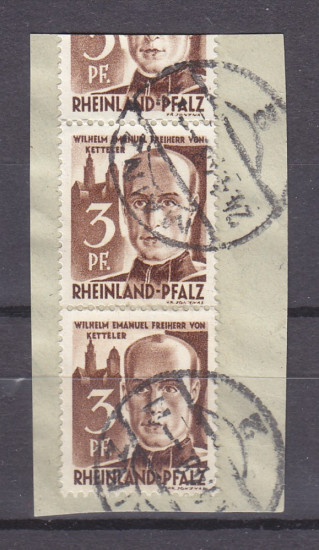 3
PF.
RHEINLAND-PFALZ
WILHELM EMANUEL FREIHERR VON
KETTELER
3
PF.
RHEINLAND-PFALZ
WILHELM EMANUEL FREIHERR VON
KETTELER
3
PF.
RHEINLAND-PFALZ